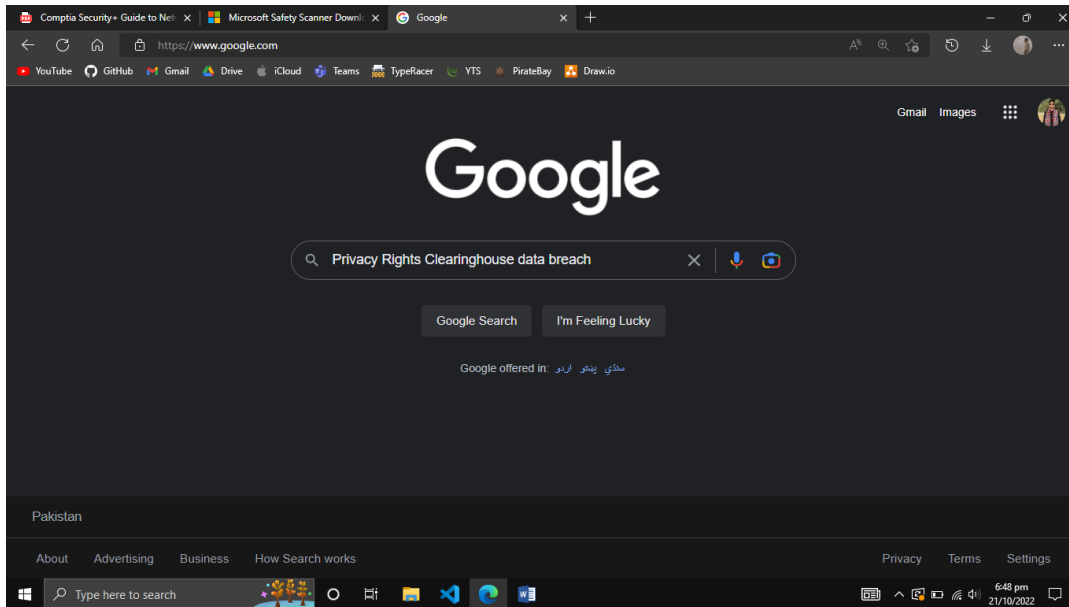 Comptia Security+ Guide to Net
Microsoft Safety Scanner Downl
Google
https://www.google.com
YouTube GitHub Gmail Drive iCloud Teams TypeRacer YTS PirateBay Draw.io
Gmail Images
Google
Privacy Rights Clearinghouse data breach
Google Search I'm Feeling Lucky
Google offered in: اردو پښتو سنڌي
Pakistan
About Advertising Business How Search works Privacy Terms Settings
Type here to search
6:48 pm
21/10/2022